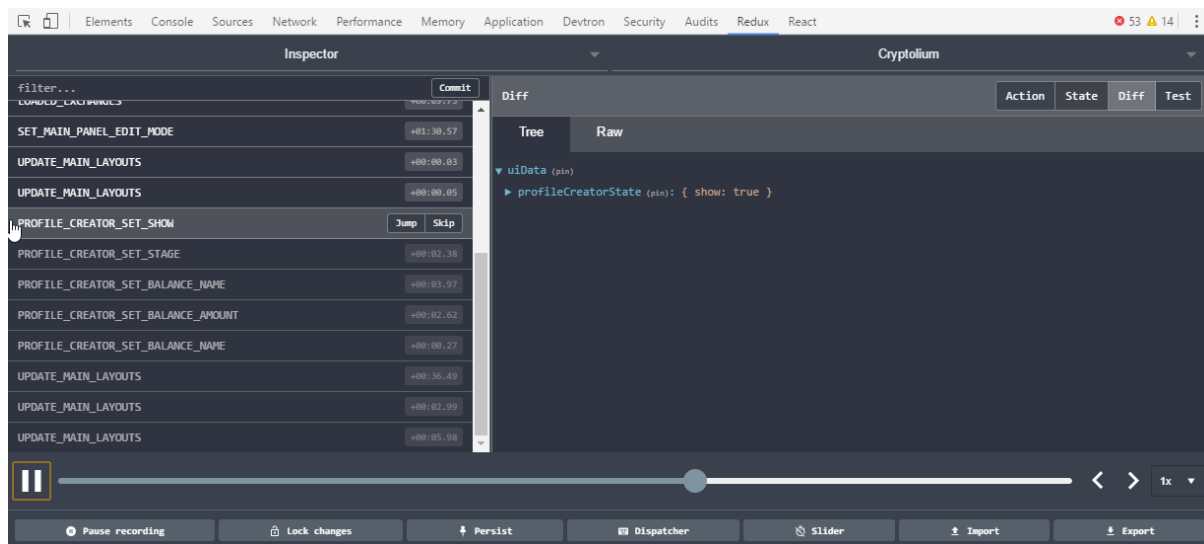 Elements Console Sources Network Performance Memory Application Devtron Security Audits Redux React 53 14
Inspector Cryptolium
filter... Commit
Diff Action State Diff Test
LOADED_EXCHANGES +00:09.73
Tree Raw
SET_MAIN_PANEL_EDIT_MODE +01:30.57
UPDATE_MAIN_LAYOUTS +00:00.03
uiData (pin)
UPDATE_MAIN_LAYOUTS +00:00.05
profileCreatorState (pin): { show: true }
PROFILE_CREATOR_SET_SHOW Jump Skip
PROFILE_CREATOR_SET_STAGE +00:02.38
PROFILE_CREATOR_SET_BALANCE_NAME +00:03.97
PROFILE_CREATOR_SET_BALANCE_AMOUNT +00:02.62
PROFILE_CREATOR_SET_BALANCE_NAME +00:00.27
UPDATE_MAIN_LAYOUTS +00:36.49
UPDATE_MAIN_LAYOUTS +00:02.99
UPDATE_MAIN_LAYOUTS +00:05.98
1x
Pause recording Lock changes Persist Dispatcher Slider Import Export